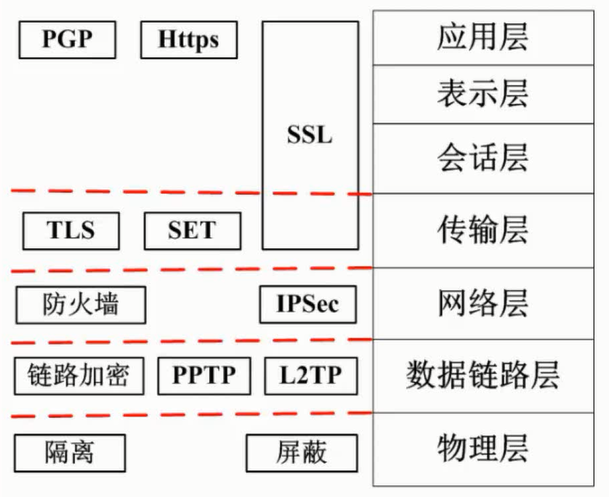 PGP Https 应用层
表示层
SSL
会话层
TLS SET 传输层
防火墙 IPSec 网络层
链路加密 PPTP L2TP 数据链路层
隔离 屏蔽 物理层